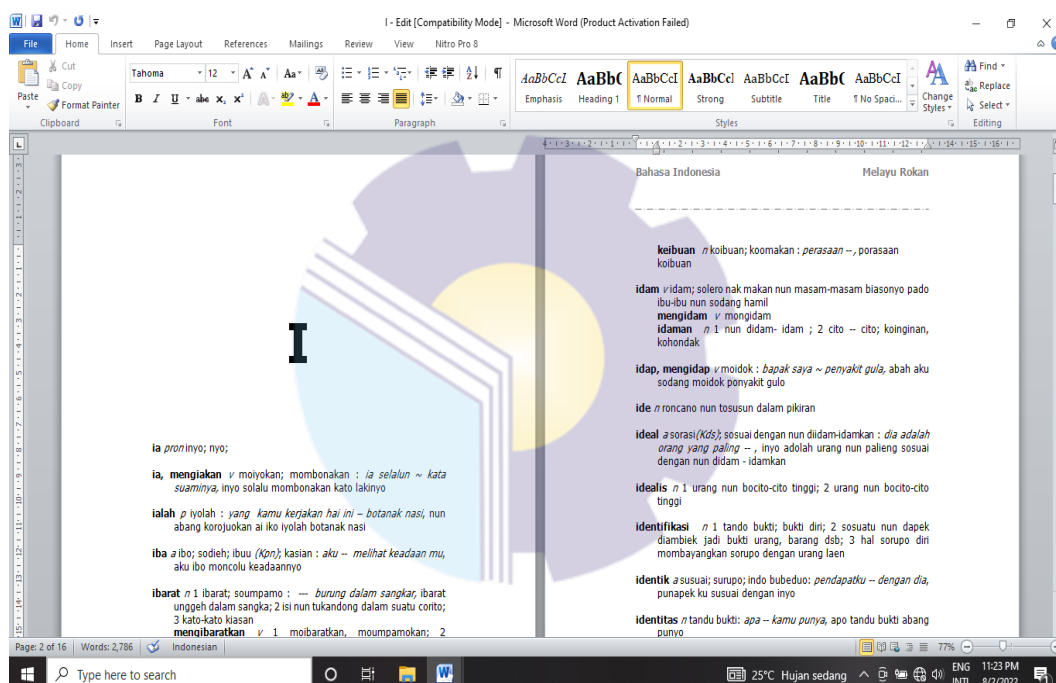 I - Edit [Compatibility Mode] - Microsoft Word (Product Activation Failed)
File Home Insert Page Layout References Mailings Review View Nitro Pro 8
Paste
Cut
Copy
Format Painter
Clipboard
Tahoma 12
Font
Paragraph
AaBbCcI AaBb( AaBbCcI AaBbCcl AaBbCcI AaBb( AaBbCcI
Emphasis Heading 1 ¶ Normal Strong Subtitle Title ¶ No Spaci...
Change Styles
Styles
Find
Replace
Select
Editing
ia pron inyo; nyo;
ia, mengiakan v moiyokan; mombonakan : ia selalun ~ kata
suaminya, inyo solalu mombonakan kato lakinyo
ialah p iyolah : yang kamu kerjakan hai ini – botanak nasi, nun
abang korojuokan ai iko iyolah botanak nasi
iba a ibo; sodieh; ibuu (Kpn); kasian : aku -- melihat keadaan mu,
aku ibo moncolu keadaannyo
ibarat n 1 ibarat; soumpamo : --- burung dalam sangkar, ibarat
unggeh dalam sangka; 2 isi nun tukandong dalam suatu corito;
3 kato-kato kiasan
mengibaratkan v 1 moibaratkan, moumpamokan; 2
Bahasa Indonesia Melayu Rokan
keibuan n koibuan; koomakan : perasaan --, porasaan
koibuan
idam v idam; solero nak makan nun masam-masam biasonyo pado
ibu-ibu nun sodang hamil
mengidam v mongidam
idaman n 1 nun didam- idam ; 2 cito -- cito; koinginan,
kohondak
idap, mengidap v moidok : bapak saya ~ penyakit gula, abah aku
sodang moidok ponyakit gulo
ide n roncano nun tosusun dalam pikiran
ideal a sorasi(Kds); sosuai dengan nun diidam-idamkan : dia adalah
orang yang paling -- , inyo adolah urang nun palieng sosuai
dengan nun didam - idamkan
idealis n 1 urang nun bocito-cito tinggi; 2 urang nun bocito-cito
tinggi
identifikasi n 1 tando bukti; bukti diri; 2 sosuatu nun dapek
diambiek jadi bukti urang, barang dsb; 3 hal sorupo diri
mombayangkan sorupo dengan urang laen
identik a susuai; surupo; indo bubeduo: pendapatku -- dengan dia,
punapek ku susuai dengan inyo
identitas n tandu bukti: apa -- kamu punya, apo tandu bukti abang
punyo
Page: 2 of 16 Words: 2,786 Indonesian 77%
Type here to search 25°C Hujan sedang ENG 11:23 PM
INTL 8/2/2022